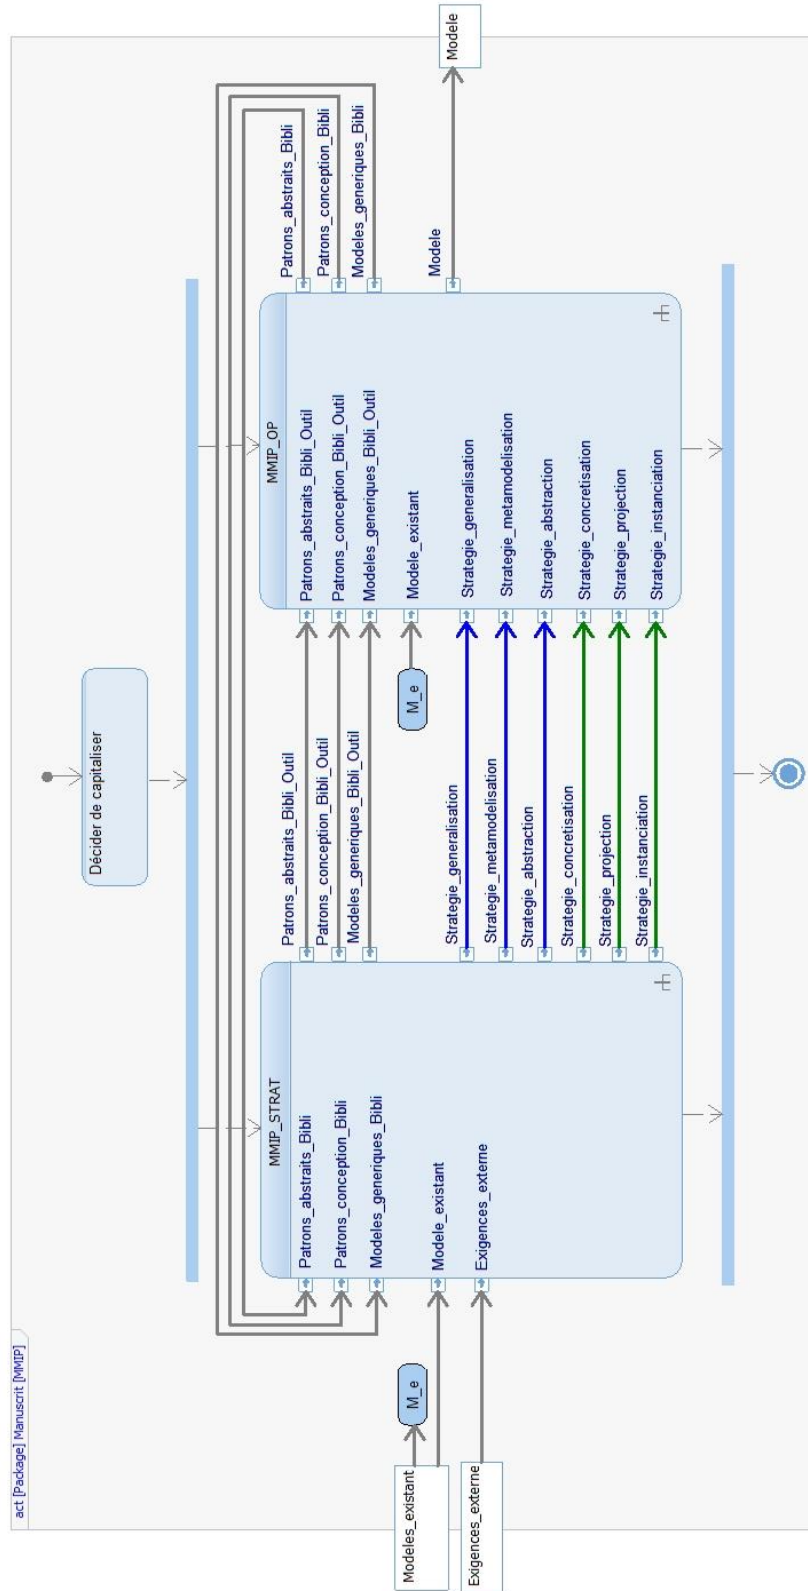 act [Package] Manuscrit [MMIP]
Décider de capitaliser
Modeles_existant
Exigences_externe
M_e
MMIP_STRAT
Patrons_abstraits_Bibli
Patrons_conception_Bibli
Modeles_generiques_Bibli
Modele_existant
Exigences_externe
Patrons_abstraits_Bibli_Outil
Patrons_conception_Bibli_Outil
Modeles_generiques_Bibli_Outil
Strategie_generalisation
Strategie_metamodelisation
Strategie_abstraction
Strategie_concretisation
Strategie_projection
Strategie_instanciation
M_e
MMIP_OP
Patrons_abstraits_Bibli_Outil
Patrons_conception_Bibli_Outil
Modeles_generiques_Bibli_Outil
Modele_existant
Strategie_generalisation
Strategie_metamodelisation
Strategie_abstraction
Strategie_concretisation
Strategie_projection
Strategie_instanciation
Patrons_abstraits_Bibli
Patrons_conception_Bibli
Modeles_generiques_Bibli
Modele
Modele